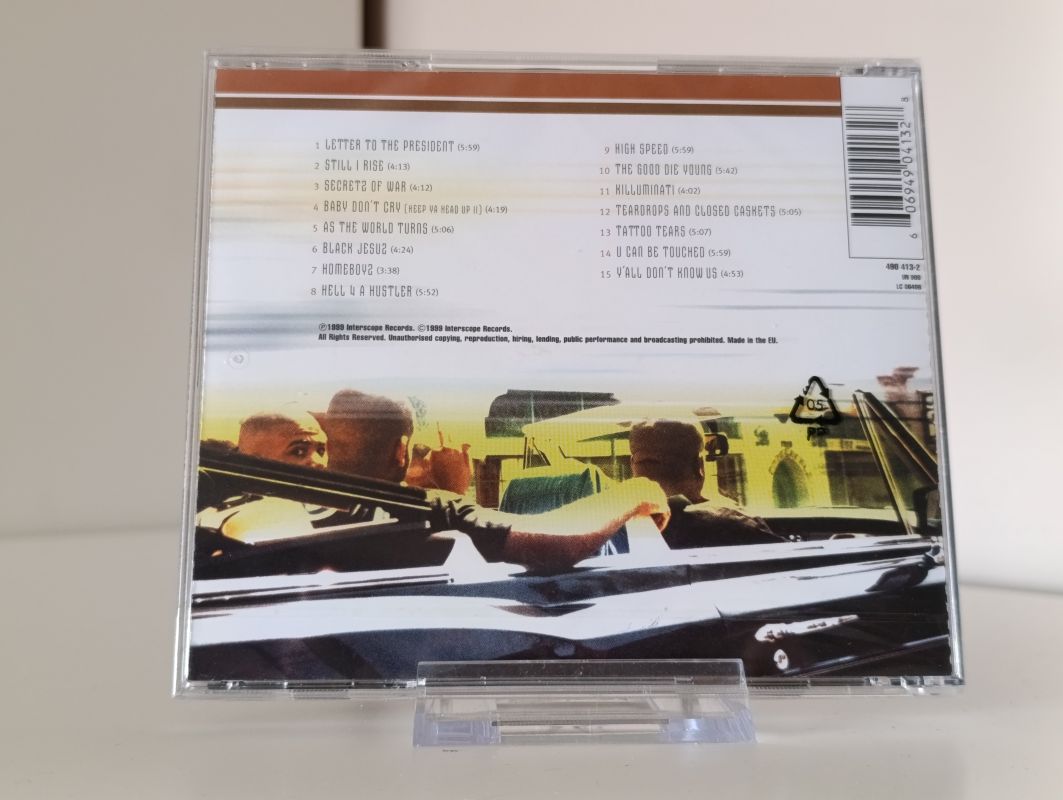 1 LETTER TO THE PRESIDENT (5:59)
2 STILL I RISE (4:13)
3 SECRETZ OF WAR (4:12)
4 BABY DON'T CRY (KEEP YA HEAD UP II) (4:19)
5 AS THE WORLD TURNS (5:06)
6 BLACK JESUZ (4:24)
7 HOMEBOYZ (3:38)
8 HELL 4 A HUSTLER (5:52)
9 HIGH SPEED (5:59)
10 THE GOOD DIE YOUNG (5:42)
11 KILLUMINATI (4:02)
12 TEARDROPS AND CLOSED CASKETS (5:05)
13 TATTOO TEARS (5:07)
14 U CAN BE TOUCHED (5:59)
15 Y'ALL DON'T KNOW US (4:53)
℗1999 Interscope Records. ©1999 Interscope Records.
All Rights Reserved. Unauthorised copying, reproduction, hiring, lending, public performance and broadcasting prohibited. Made in the EU.
6 06949 04132 8
490 413-2
LC 06406
05
PP